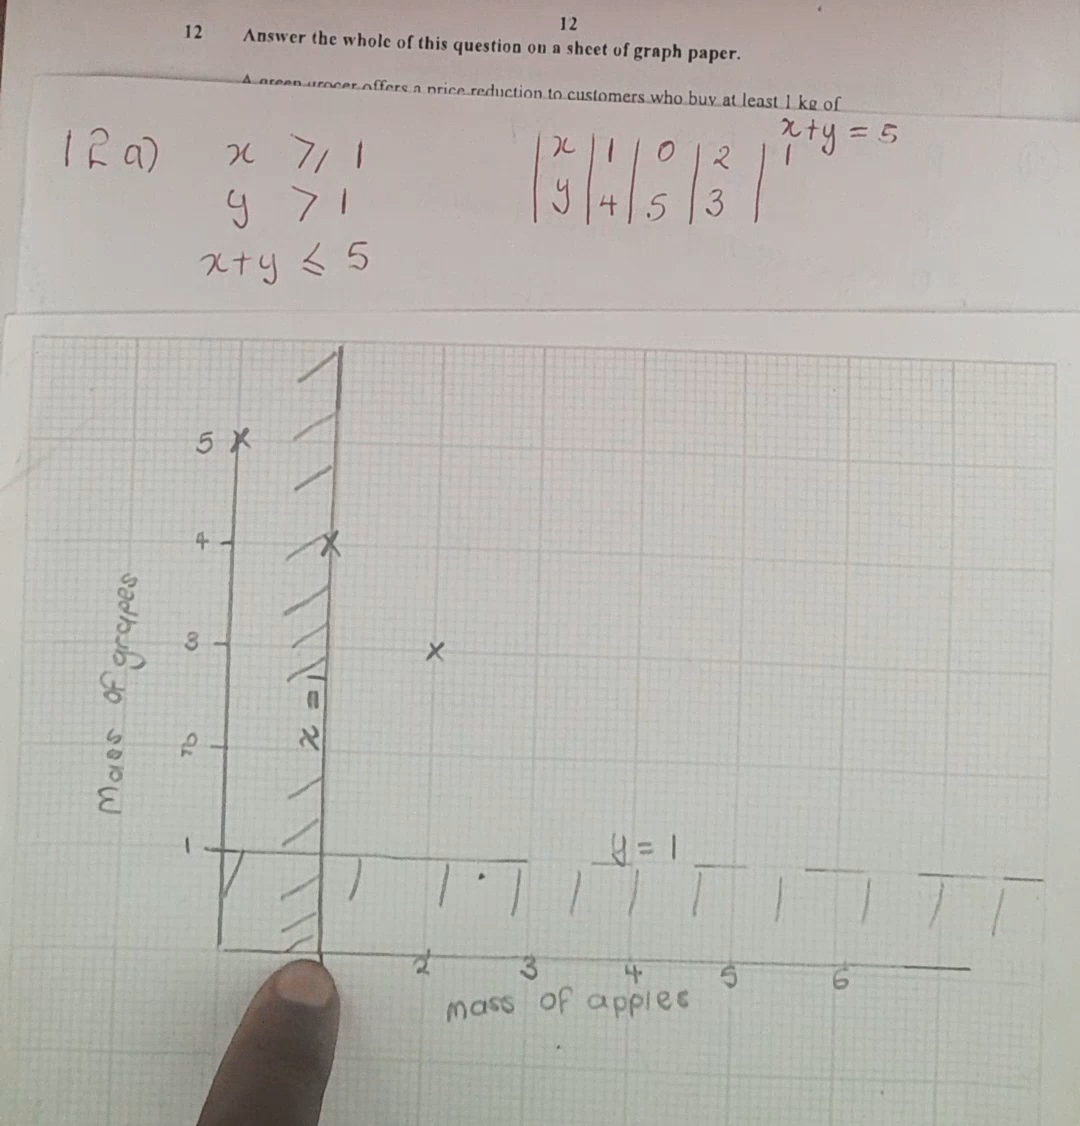 12
12 Answer the whole of this question on a sheet of graph paper.
A green grocer offers a price reduction to customers who buy at least 1 kg of
x+y = 5
12 a) x ⩾ 1
y > 1
x+y ⩽ 5
x | 1 | 0 | 2 | 1
y | 4 | 5 | 3 |
5
4
3
2
1
Mass of grapes
x = 1
y = 1
2 3 4 5 6
mass of apples